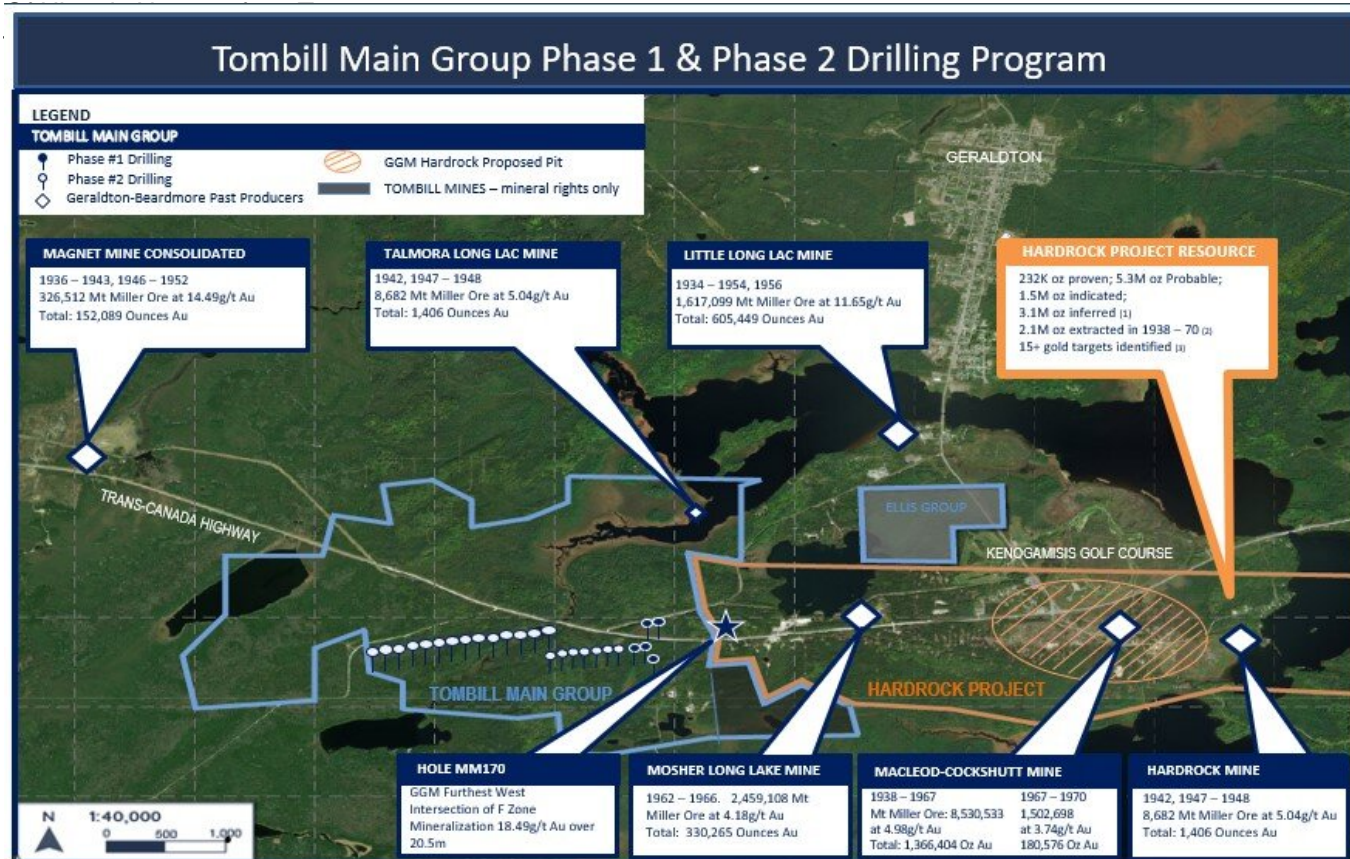 Tombill Main Group Phase 1 & Phase 2 Drilling Program
LEGEND
TOMBILL MAIN GROUP
Phase #1 Drilling
Phase #2 Drilling
Geraldton-Beardmore Past Producers
GGM Hardrock Proposed Pit
TOMBILL MINES – mineral rights only
GERALDTON
MAGNET MINE CONSOLIDATED
1936 – 1943, 1946 – 1952
326,512 Mt Miller Ore at 14.49g/t Au
Total: 152,089 Ounces Au
TALMORA LONG LAC MINE
1942, 1947 – 1948
8,682 Mt Miller Ore at 5.04g/t Au
Total: 1,406 Ounces Au
LITTLE LONG LAC MINE
1934 – 1954, 1956
1,617,099 Mt Miller Ore at 11.65g/t Au
Total: 605,449 Ounces Au
HARDROCK PROJECT RESOURCE
232K oz proven; 5.3M oz Probable;
1.5M oz indicated;
3.1M oz inferred (1)
2.1M oz extracted in 1938 – 70 (2)
15+ gold targets identified (3)
TRANS-CANADA HIGHWAY
ELLIS GROUP
KENOGAMISIS GOLF COURSE
TOMBILL MAIN GROUP
HARDROCK PROJECT
HOLE MM170
GGM Furthest West
Intersection of F Zone
Mineralization 18.49g/t Au over
20.5m
MOSHER LONG LAKE MINE
1962 – 1966. 2,459,108 Mt
Miller Ore at 4.18g/t Au
Total: 330,265 Ounces Au
MACLEOD-COCKSHUTT MINE
1938 – 1967
Mt Miller Ore: 8,530,533
at 4.98g/t Au
Total: 1,366,404 Oz Au
1967 – 1970
1,502,698
at 3.74g/t Au
180,576 Oz Au
HARDROCK MINE
1942, 1947 – 1948
8,682 Mt Miller Ore at 5.04g/t Au
Total: 1,406 Ounces Au
N
1:40,000
0 500 1,000